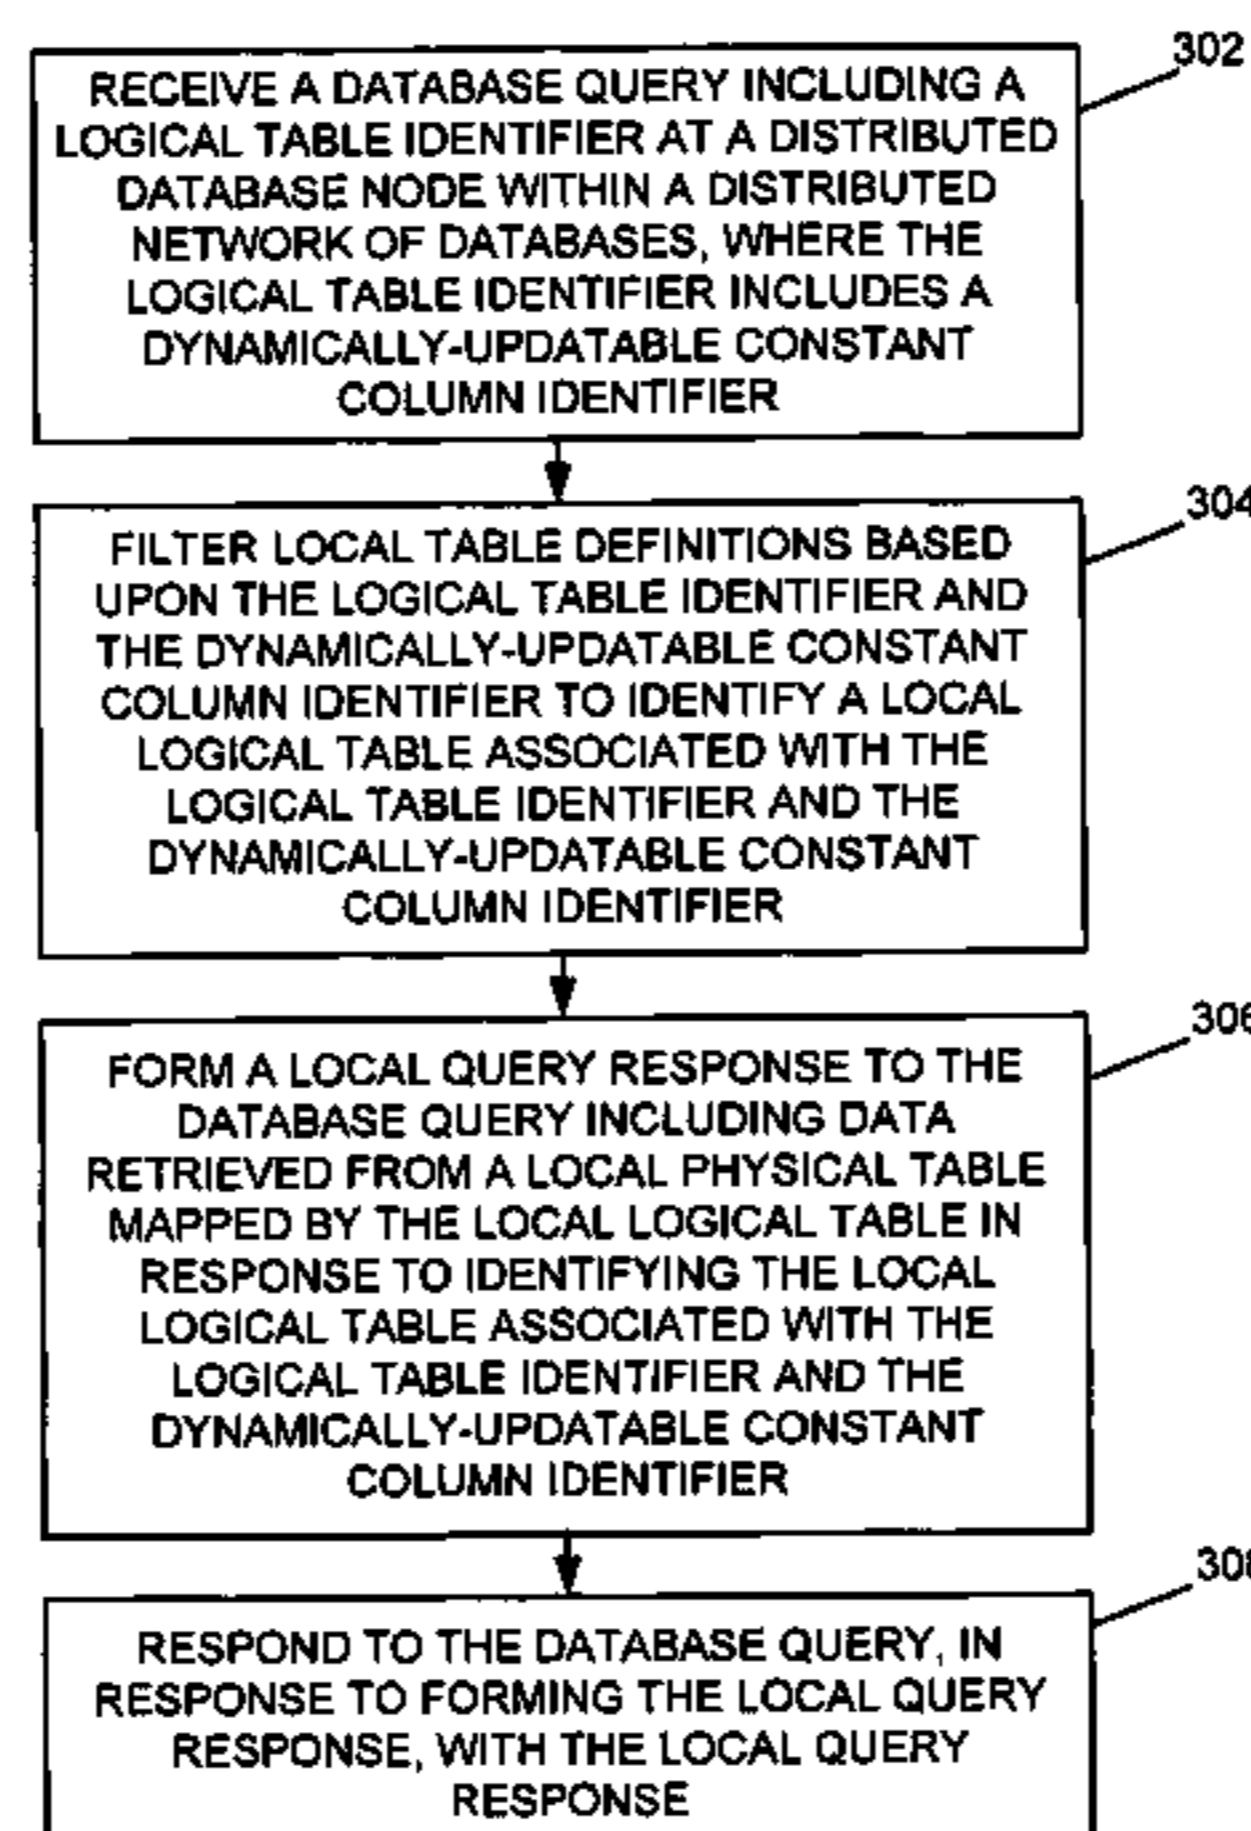 302
RECEIVE A DATABASE QUERY INCLUDING A
LOGICAL TABLE IDENTIFIER AT A DISTRIBUTED
DATABASE NODE WITHIN A DISTRIBUTED
NETWORK OF DATABASES, WHERE THE
LOGICAL TABLE IDENTIFIER INCLUDES A
DYNAMICALLY-UPDATABLE CONSTANT
COLUMN IDENTIFIER
304
FILTER LOCAL TABLE DEFINITIONS BASED
UPON THE LOGICAL TABLE IDENTIFIER AND
THE DYNAMICALLY-UPDATABLE CONSTANT
COLUMN IDENTIFIER TO IDENTIFY A LOCAL
LOGICAL TABLE ASSOCIATED WITH THE
LOGICAL TABLE IDENTIFIER AND THE
DYNAMICALLY-UPDATABLE CONSTANT
COLUMN IDENTIFIER
306
FORM A LOCAL QUERY RESPONSE TO THE
DATABASE QUERY INCLUDING DATA
RETRIEVED FROM A LOCAL PHYSICAL TABLE
MAPPED BY THE LOCAL LOGICAL TABLE IN
RESPONSE TO IDENTIFYING THE LOCAL
LOGICAL TABLE ASSOCIATED WITH THE
LOGICAL TABLE IDENTIFIER AND THE
DYNAMICALLY-UPDATABLE CONSTANT
COLUMN IDENTIFIER
308
RESPOND TO THE DATABASE QUERY, IN
RESPONSE TO FORMING THE LOCAL QUERY
RESPONSE, WITH THE LOCAL QUERY
RESPONSE